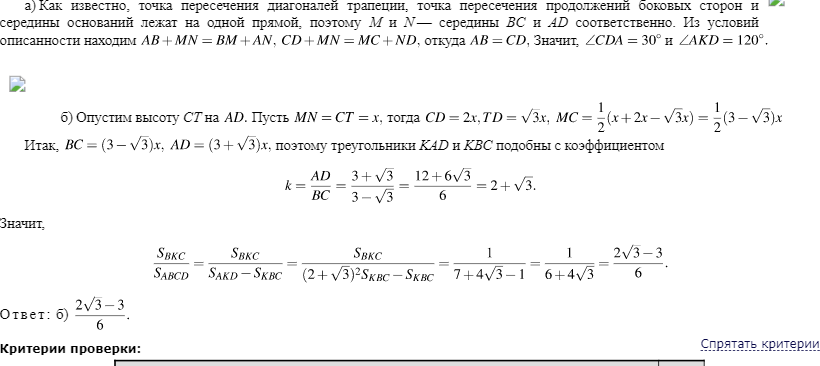 а) Как известно, точка пересечения диагоналей трапеции, точка пересечения продолжений боковых сторон и
середины оснований лежат на одной прямой, поэтому M и N— середины BC и AD соответственно. Из условий
описанности находим AB + MN = BM + AN, CD + MN = MC + ND, откуда AB = CD, Значит, ∠CDA = 30° и ∠AKD = 120°.
б) Опустим высоту CT на AD. Пусть MN = CT = x, тогда CD = 2x, TD = √3x, MC = 1/2(x + 2x − √3x) = 1/2(3 − √3)x
Итак, BC = (3 − √3)x, AD = (3 + √3)x, поэтому треугольники KAD и KBC подобны с коэффициентом
k = AD/BC = (3 + √3)/(3 − √3) = (12 + 6√3)/6 = 2 + √3.
Значит,
S_BKC/S_ABCD = S_BKC/(S_AKD − S_KBC) = S_BKC/((2 + √3)²S_KBC − S_KBC) = 1/(7 + 4√3 − 1) = 1/(6 + 4√3) = (2√3 − 3)/6.
Ответ: б) (2√3 − 3)/6.
Спрятать критерии
Критерии проверки: